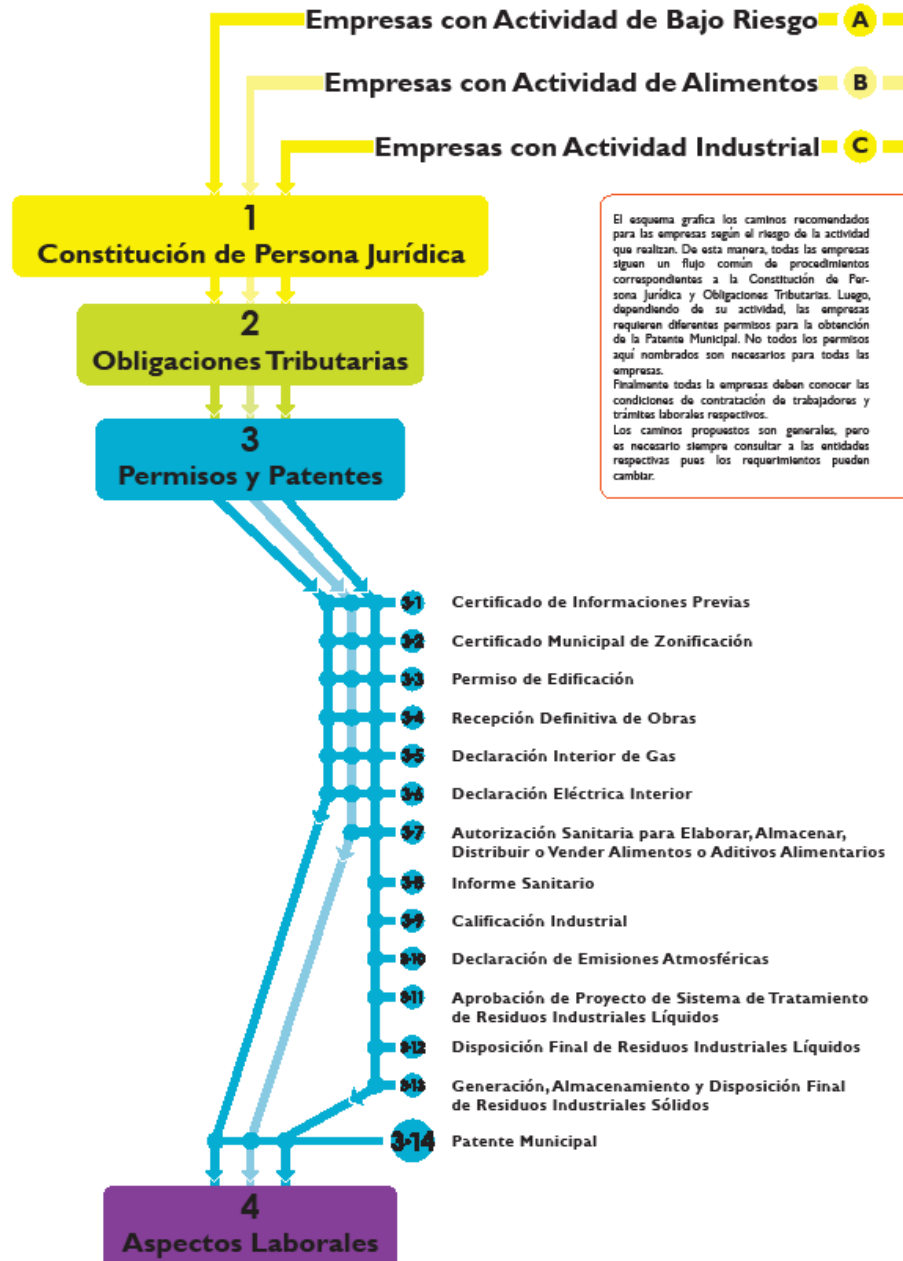 Empresas con Actividad de Bajo Riesgo A
Empresas con Actividad de Alimentos B
Empresas con Actividad Industrial C
1
Constitución de Persona Jurídica
2
Obligaciones Tributarias
3
Permisos y Patentes
El esquema grafica los caminos recomendados
para las empresas según el riesgo de la actividad
que realizan. De esta manera, todas las empresas
siguen un flujo común de procedimientos
correspondientes a la Constitución de Per-
sona Jurídica y Obligaciones Tributarias. Luego,
dependiendo de su actividad, las empresas
requieren diferentes permisos para la obtención
de la Patente Municipal. No todos los permisos
aquí nombrados son necesarios para todas las
empresas.
Finalmente todas la empresas deben conocer las
condiciones de contratación de trabajadores y
trámites laborales respectivos.
Los caminos propuestos son generales, pero
es necesario siempre consultar a las entidades
respectivas pues los requerimientos pueden
cambiar.
3-1 Certificado de Informaciones Previas
3-2 Certificado Municipal de Zonificación
3-3 Permiso de Edificación
3-4 Recepción Definitiva de Obras
3-5 Declaración Interior de Gas
3-6 Declaración Eléctrica Interior
3-7 Autorización Sanitaria para Elaborar, Almacenar,
Distribuir o Vender Alimentos o Aditivos Alimentarios
3-8 Informe Sanitario
3-9 Calificación Industrial
3-10 Declaración de Emisiones Atmosféricas
3-11 Aprobación de Proyecto de Sistema de Tratamiento
de Residuos Industriales Líquidos
3-12 Disposición Final de Residuos Industriales Líquidos
3-13 Generación, Almacenamiento y Disposición Final
de Residuos Industriales Sólidos
3-14 Patente Municipal
4
Aspectos Laborales